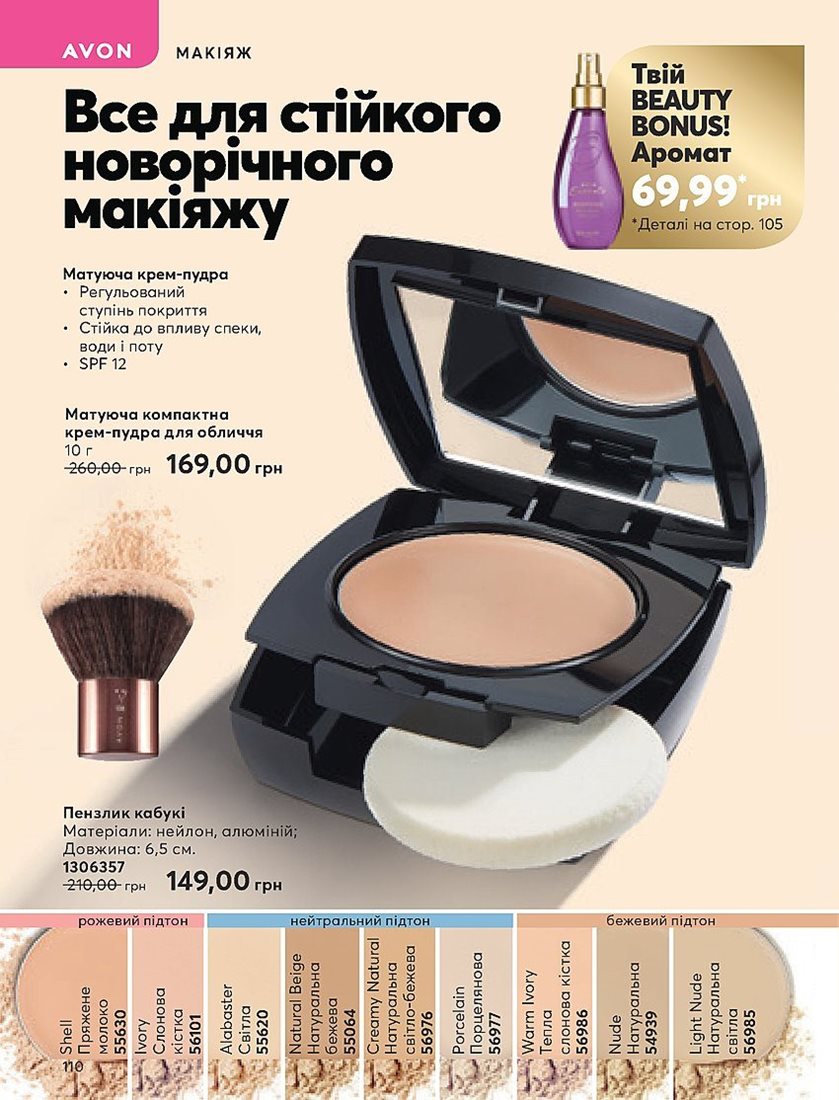 AVON
МАКІЯЖ
Все для стійкого
новорічного
макіяжу
Твій
BEAUTY
BONUS!
Аромат
69,99* грн
*Деталі на стор. 105
Матуюча крем-пудра
• Регульований
ступінь покриття
• Стійка до впливу спеки,
води і поту
• SPF 12
Матуюча компактна
крем-пудра для обличчя
10 г
260,00 грн 169,00 грн
AVON
Пензлик кабукі
Матеріали: нейлон, алюміній;
Довжина: 6,5 см.
1306357
210,00 грн 149,00 грн
рожевий підтон
нейтральний підтон
бежевий підтон
Shell
Пряжене
молоко
55630
Ivory
Слонова
кістка
56101
Alabaster
Світла
55620
Natural Beige
Натуральна
бежева
55064
Creamy Natural
Натуральна
світло-бежева
56976
Porcelain
Порцелянова
56977
Warm Ivory
Тепла
слонова кістка
56986
Nude
Натуральна
54939
Light Nude
Натуральна
світла
56985
110